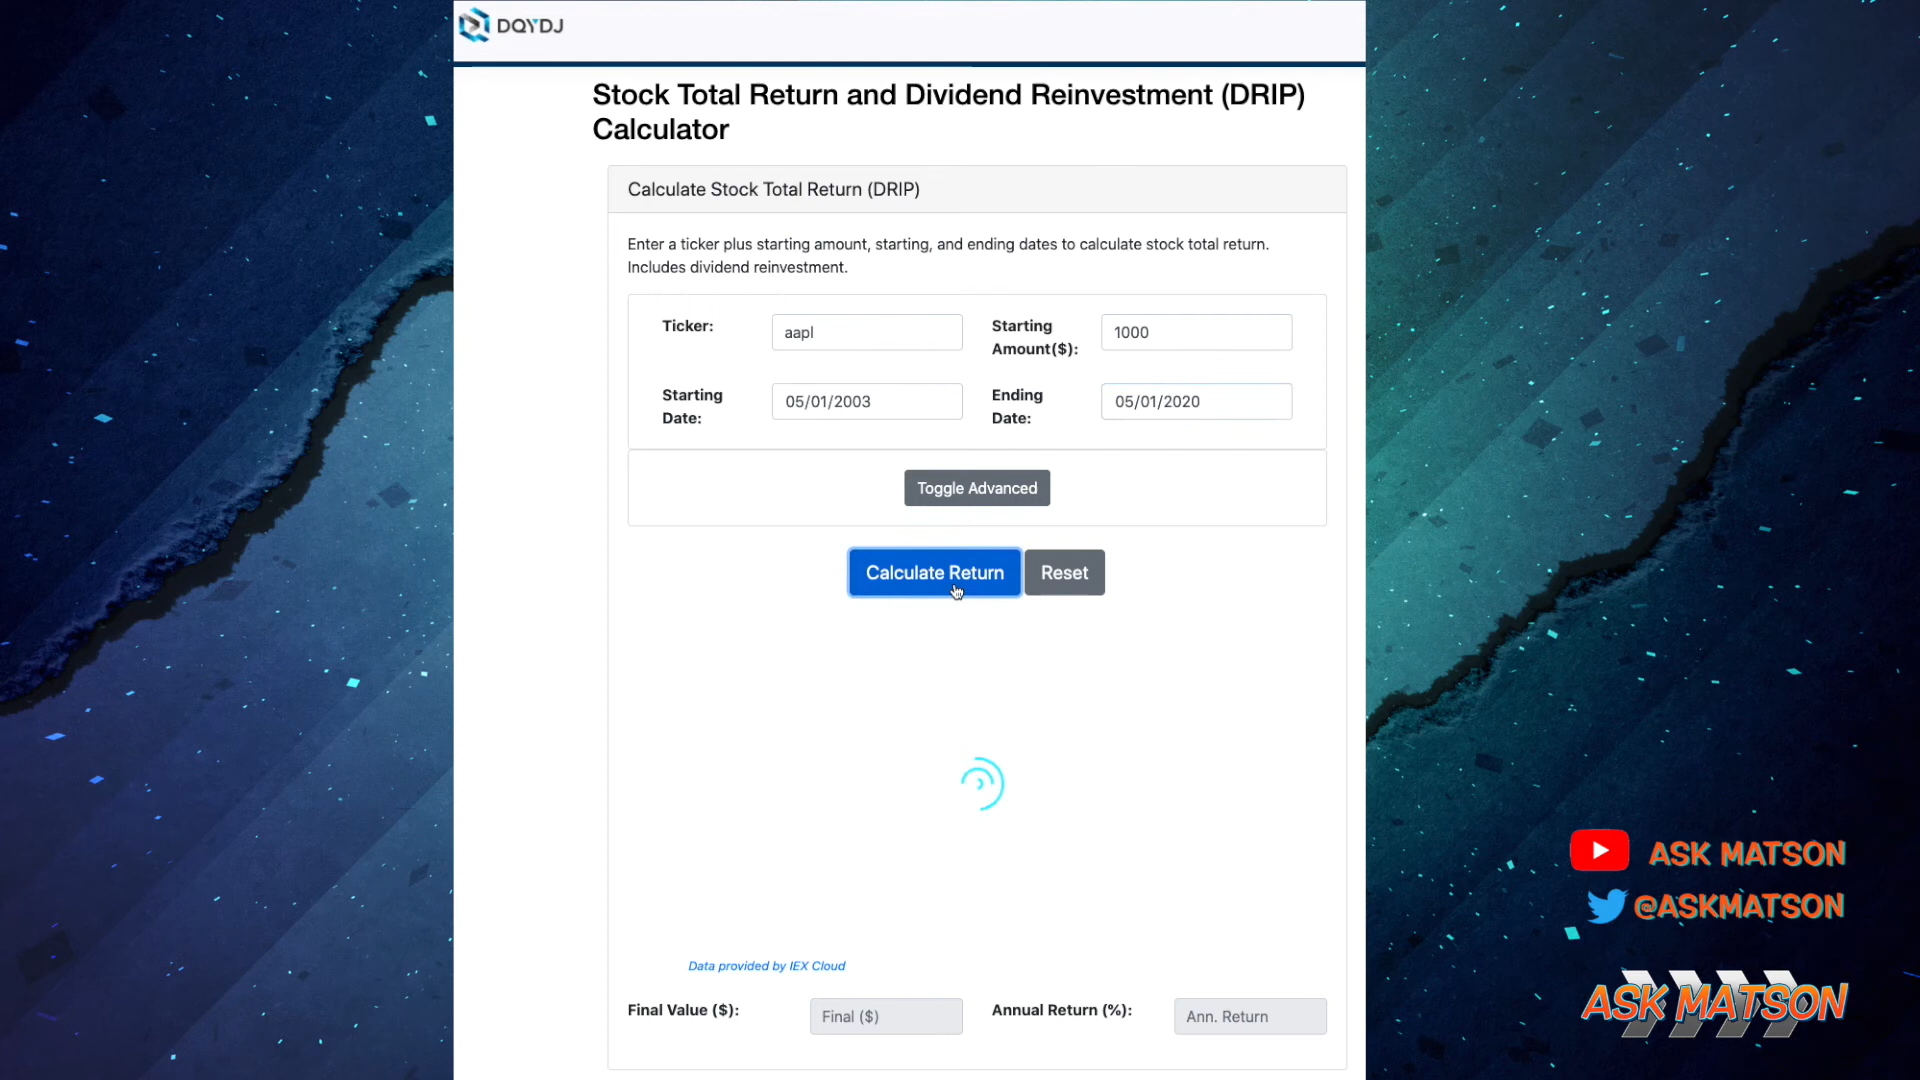 DQYDJ
Stock Total Return and Dividend Reinvestment (DRIP)
Calculator
Calculate Stock Total Return (DRIP)
Enter a ticker plus starting amount, starting, and ending dates to calculate stock total return.
Includes dividend reinvestment.
Ticker:
aapl
Starting
Amount($):
1000
Starting
Date:
05/01/2003
Ending
Date:
05/01/2020
Toggle Advanced
Calculate Return
Reset
Data provided by IEX Cloud
Final Value ($):
Final ($)
Annual Return (%):
Ann. Return
ASK MATSON
@ASKMATSON
ASK MATSON